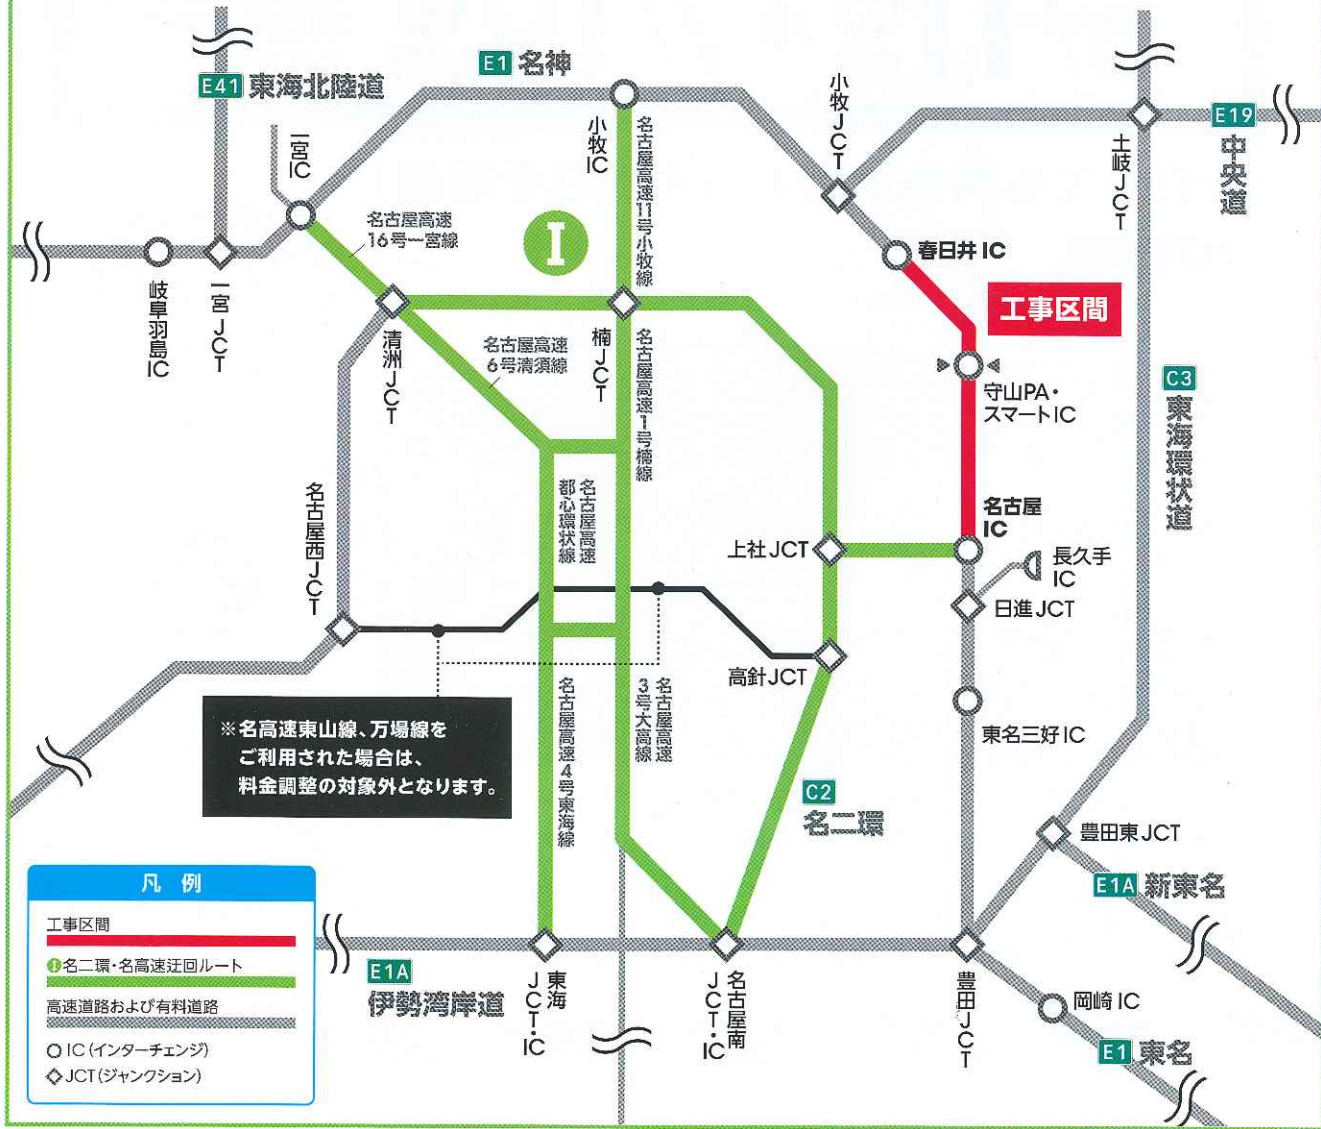 E1 名神
E41 東海北陸道
E19
中央道
小牧JCT
土岐JCT
一宮
IC
小牧IC
名古屋高速11号小牧線
名古屋高速
16号一宮線
I
春日井IC
工事区間
岐阜羽島IC
一宮JCT
清洲JCT
名古屋高速
6号清須線
楠JCT
名古屋高速1号楠線
守山PA・
スマートIC
C3
東海環状道
名古屋西JCT
名古屋高速
都心環状線
名古屋
IC
上社JCT
長久手
IC
日進JCT
高針JCT
東名三好IC
※名高速東山線、万場線を
ご利用された場合は、
料金調整の対象外となります。
名古屋高速4号東海線
名古屋高速
3号大高線
C2
名二環
豊田東JCT
E1A 新東名
凡 例
工事区間
I名二環・名高速迂回ルート
高速道路および有料道路
IC(インターチェンジ)
JCT(ジャンクション)
E1A
伊勢湾岸道
東海
JCT・IC
名古屋南
JCT・IC
豊田JCT
岡崎IC
E1 東名